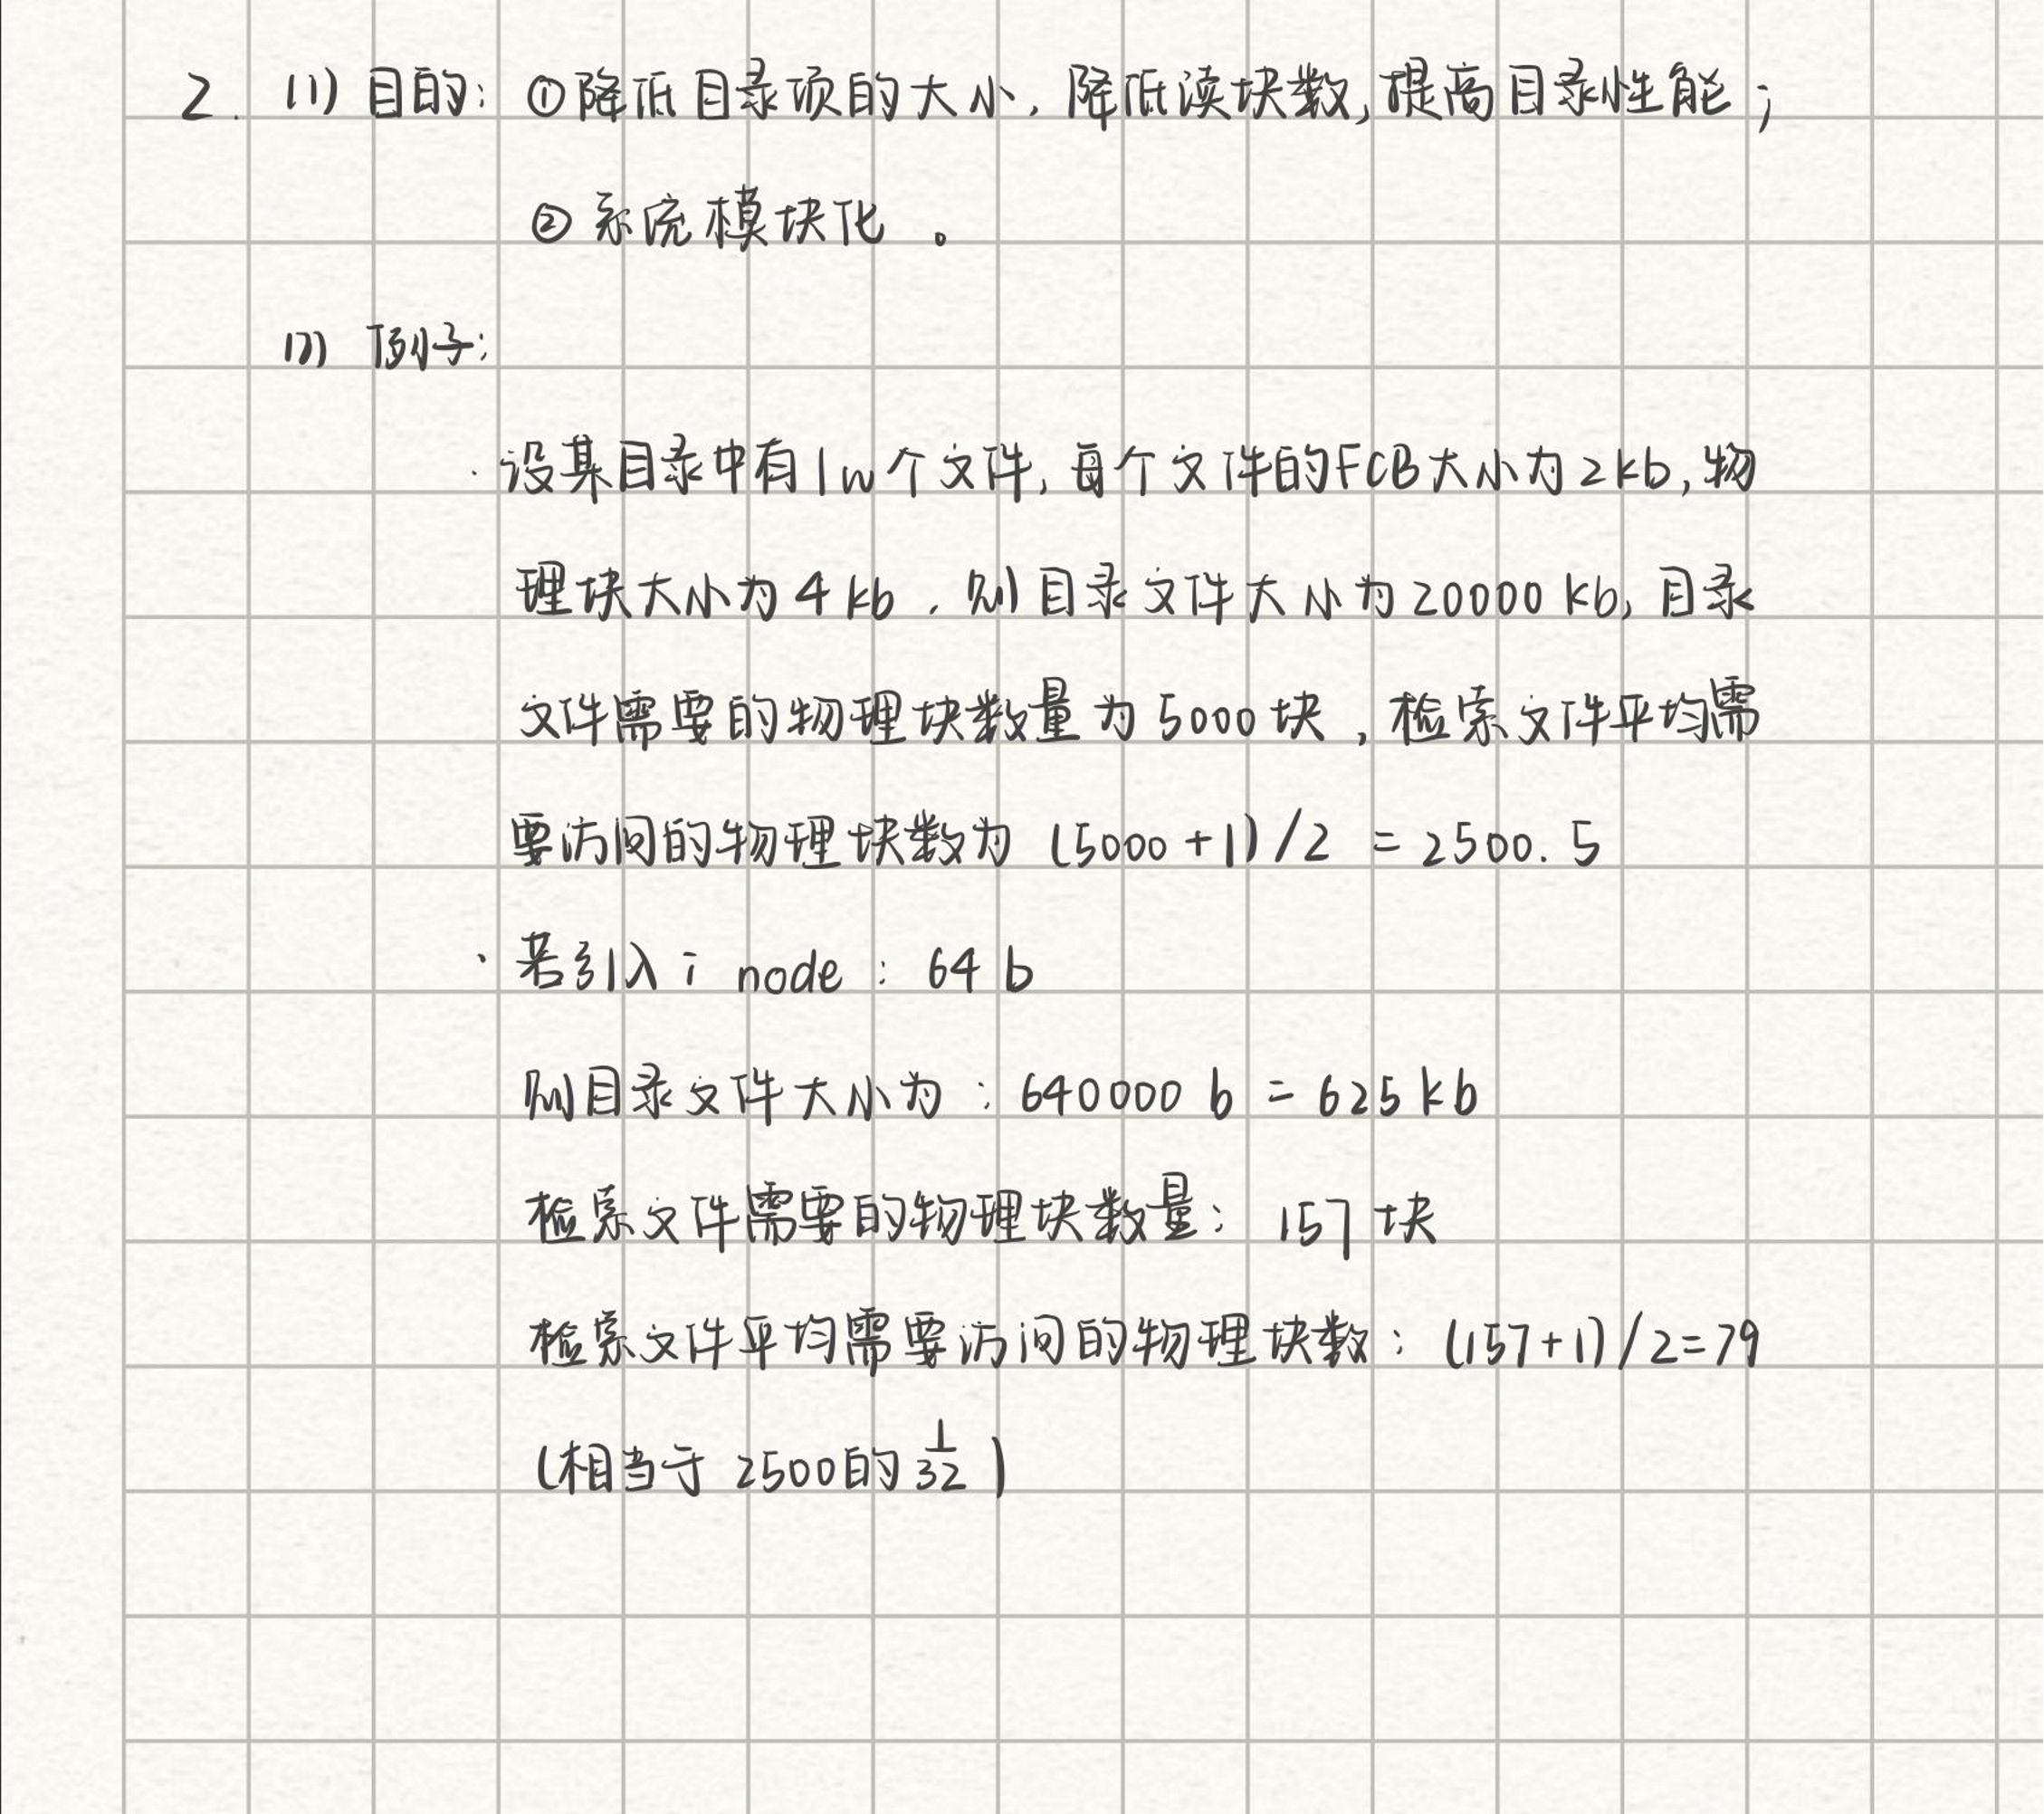 2. (1) 目的: ①降低目录项的大小, 降低读块数, 提高目录性能;
② 系统模块化 。
(2) 例子:
· 设某目录中有1w个文件, 每个文件的FCB大小为2kb, 物
理块大小为4kb, 则目录文件大小为20000kb, 目录
文件需要的物理块数量为5000块, 检索文件平均需
要访问的物理块数为 (5000+1)/2 = 2500.5
· 若引入i node : 64b
则目录文件大小为 : 640000 b = 625kb
检索文件需要的物理块数量: 157块
检索文件平均需要访问的物理块数: (157+1)/2=79
(相当于 2500的 1/32 )